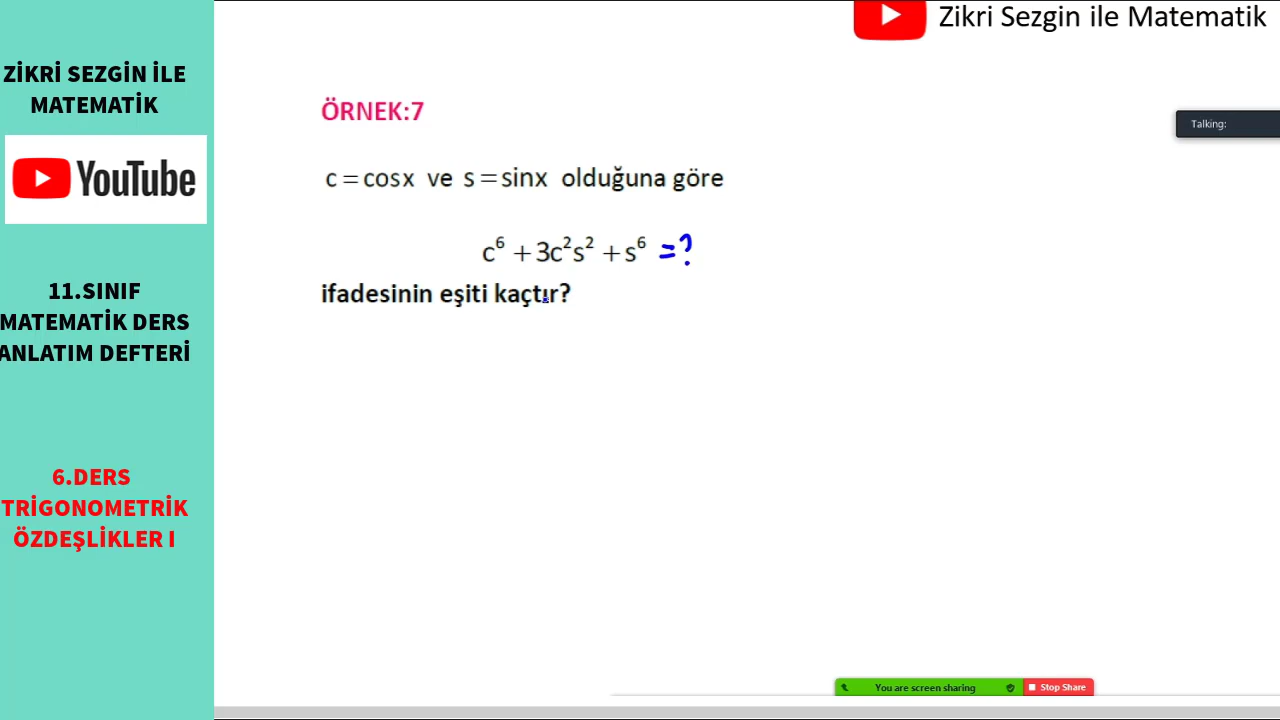 Zikri Sezgin ile Matematik
ZİKRİ SEZGİN İLE
MATEMATİK
YouTube
11.SINIF
MATEMATİK DERS
ANLATIM DEFTERİ
6.DERS
TRİGONOMETRİK
ÖZDEŞLİKLER I
ÖRNEK:7
c = cosx ve s = sinx olduğuna göre
c⁶ + 3c²s² + s⁶ =?
ifadesinin eşiti kaçtır?
Talking:
You are screen sharing
Stop Share